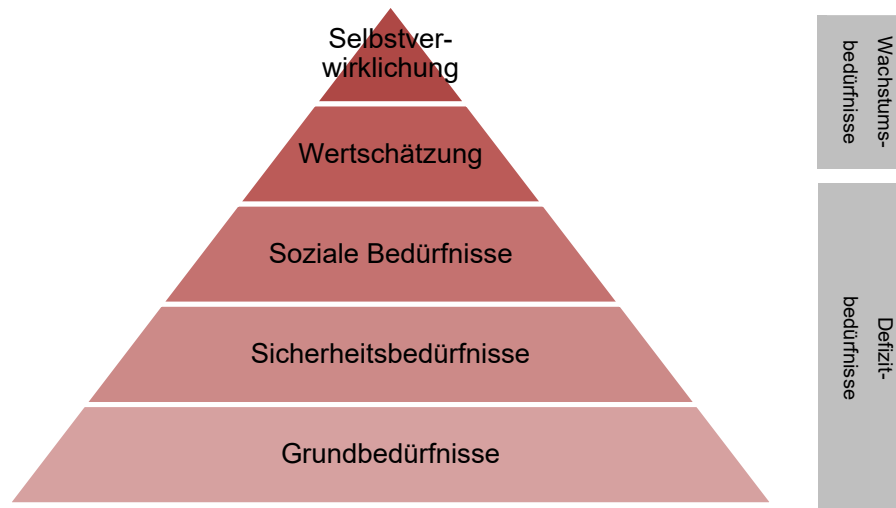 Selbstver-
wirklichung
Wertschätzung
Soziale Bedürfnisse
Sicherheitsbedürfnisse
Grundbedürfnisse
Wachstums-
bedürfnisse
Defizit-
bedürfnisse